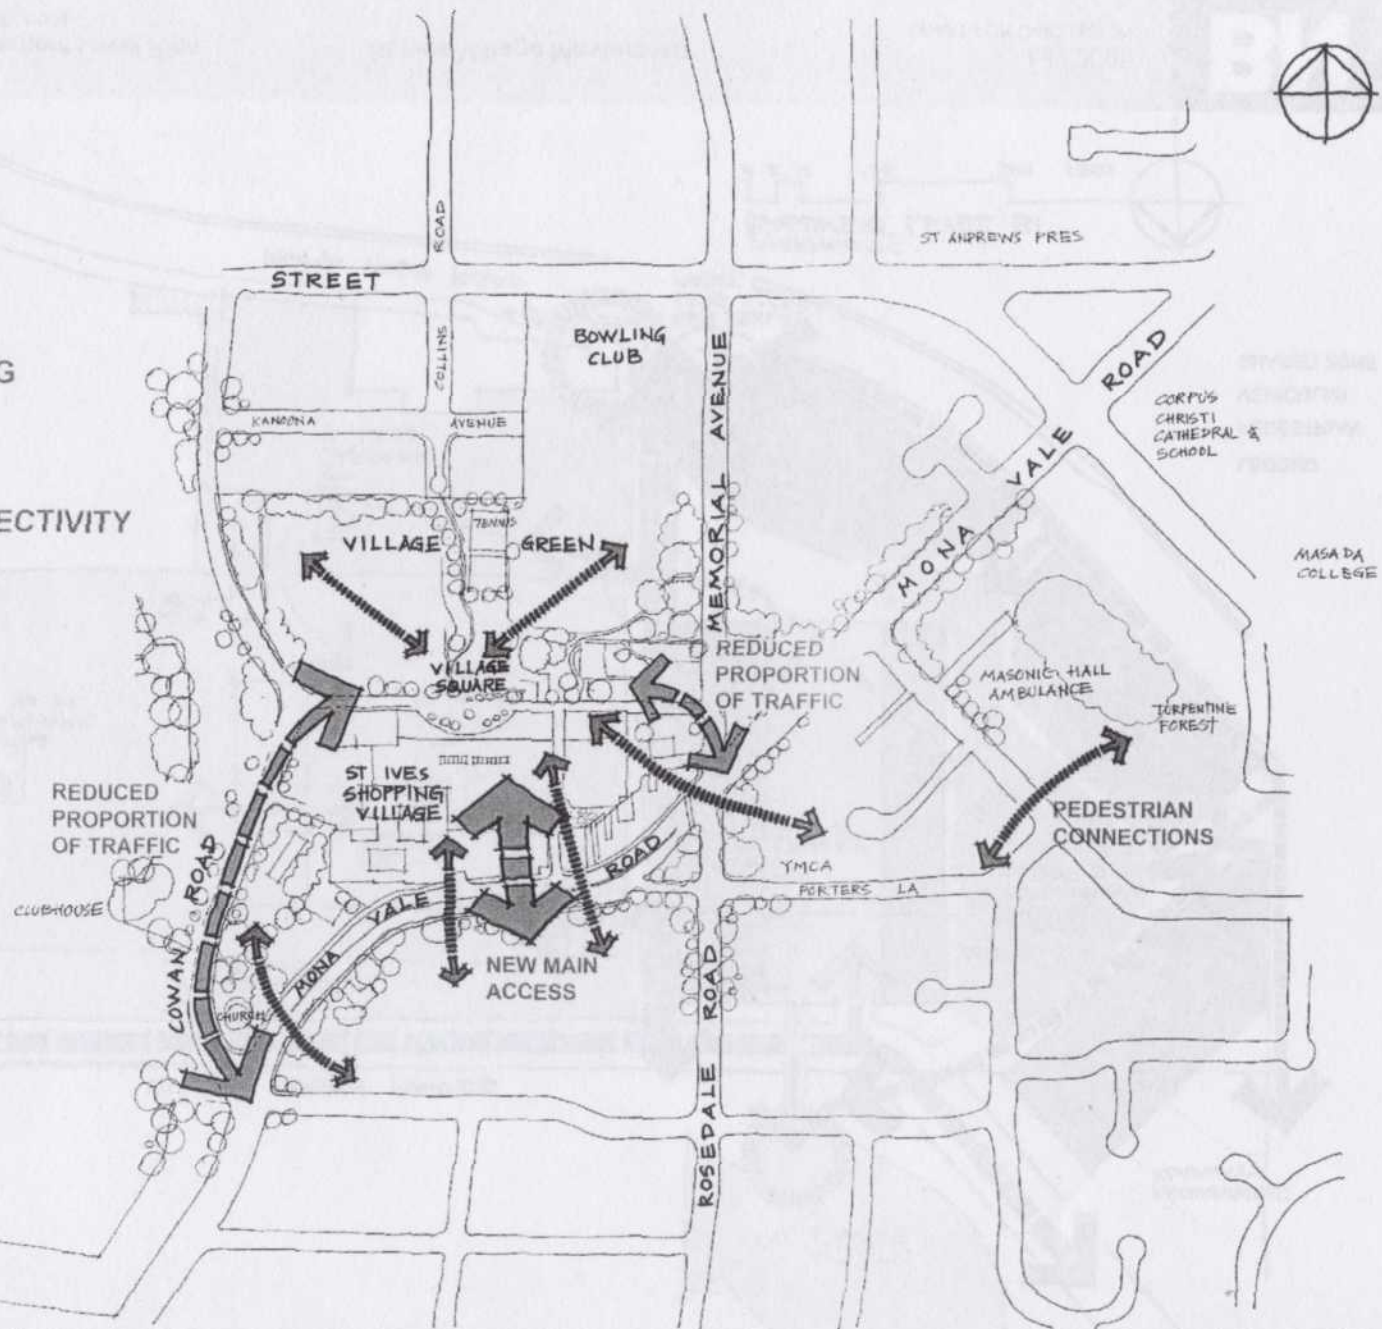 ROAD
ST ANDREWS PRES
STREET
COLLINS
BOWLING
CLUB
MEMORIAL AVENUE
ROAD
G
CORPUS
CHRISTI
CATHEDRAL &
SCHOOL
KANOONA
AVENUE
MONA VALE
ECTIVITY
TENNIS
VILLAGE
GREEN
MASADA
COLLEGE
VILLAGE
SQUARE
REDUCED
PROPORTION
OF TRAFFIC
MASONIC HALL
AMBULANCE
TURPENTINE
FOREST
ST IVES
SHOPPING
VILLAGE
REDUCED
PROPORTION
OF TRAFFIC
PEDESTRIAN
CONNECTIONS
YMCA
PORTERS LA
CLUBHOUSE
COWAN ROAD
MONA VALE ROAD
NEW MAIN
ACCESS
CHURCH
ROSEDALE ROAD